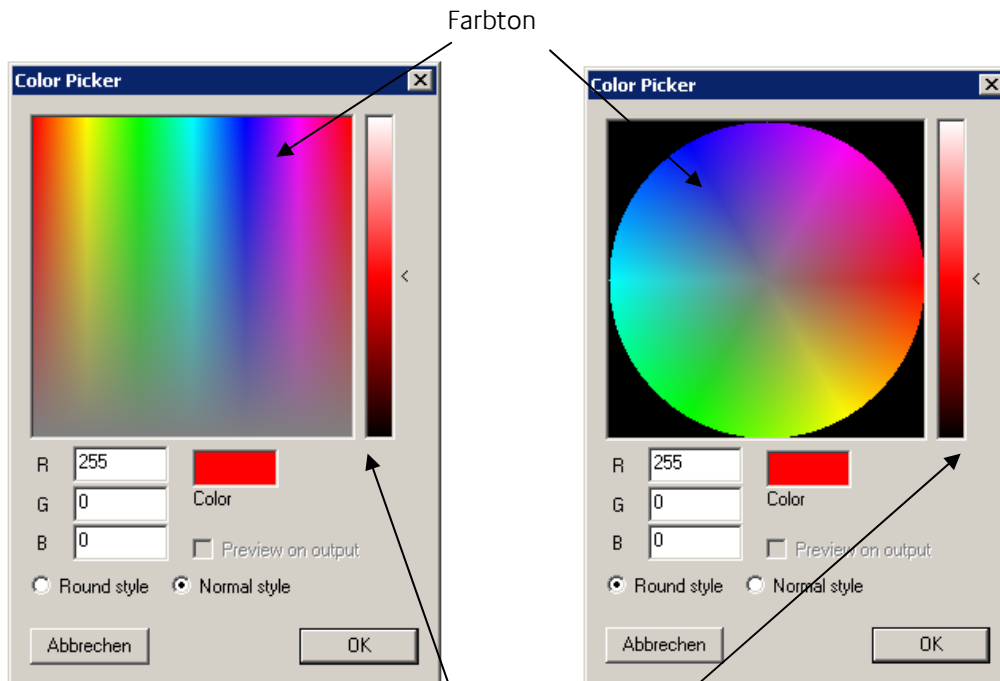 Farbton
Color Picker
R 255
G 0
B 0
Color
Preview on output
Round style Normal style
Abbrechen OK
Color Picker
R 255
G 0
B 0
Color
Preview on output
Round style Normal style
Abbrechen OK